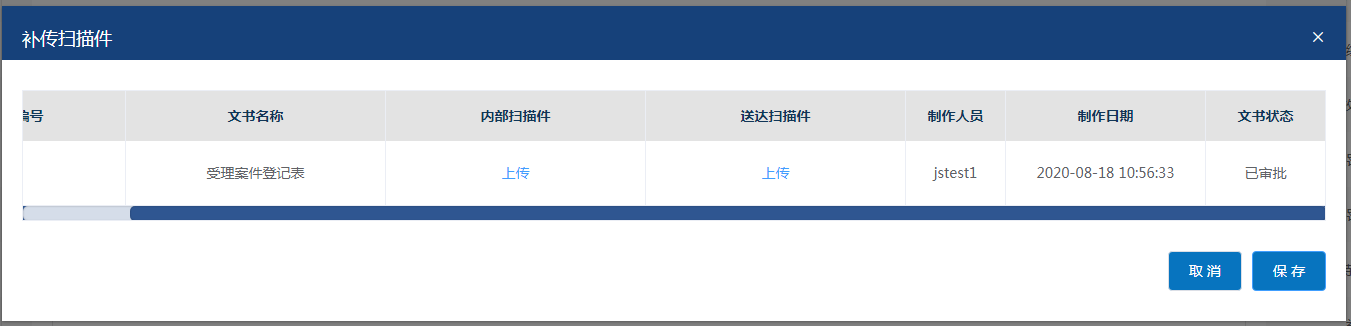 补传扫描件 ×
编号 文书名称 内部扫描件 送达扫描件 制作人员 制作日期 文书状态
受理案件登记表 上传 上传 jstest1 2020-08-18 10:56:33 已审批
取 消 保 存